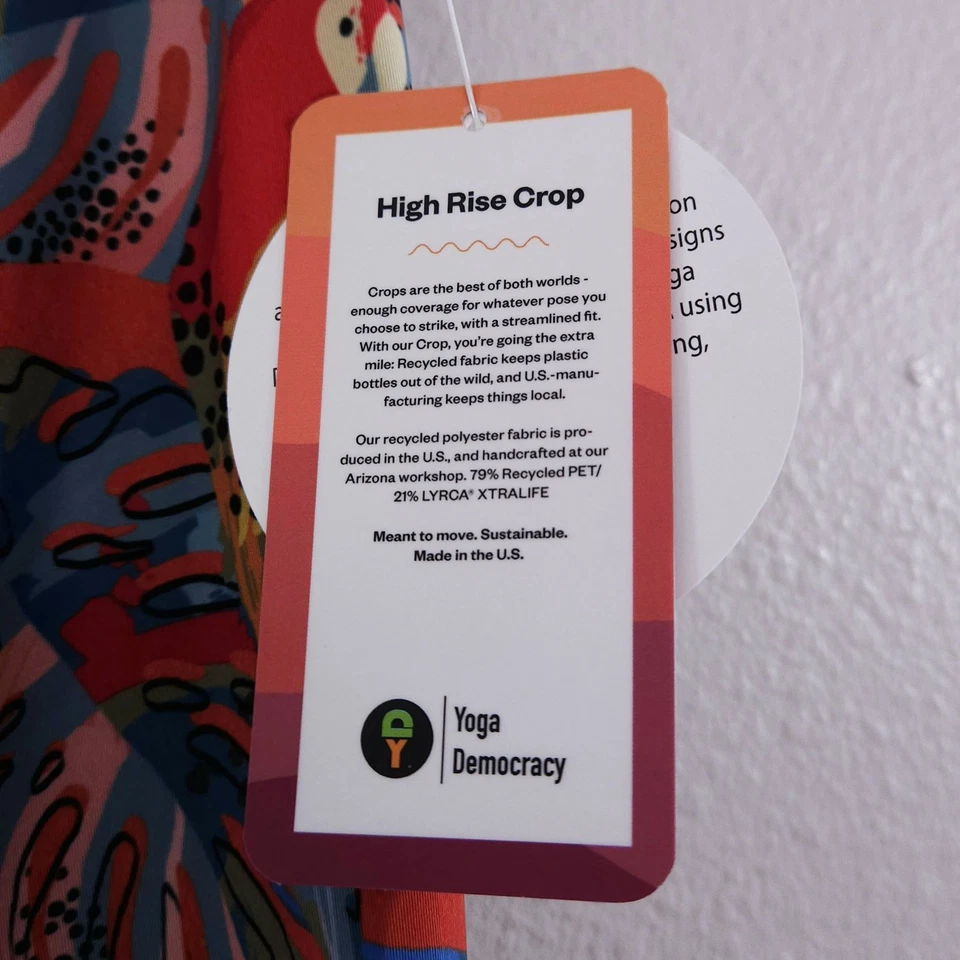 High Rise Crop
Crops are the best of both worlds -
enough coverage for whatever pose you
choose to strike, with a streamlined fit.
With our Crop, you're going the extra
mile: Recycled fabric keeps plastic
bottles out of the wild, and U.S.-manu-
facturing keeps things local.
Our recycled polyester fabric is pro-
duced in the U.S., and handcrafted at our
Arizona workshop. 79% Recycled PET/
21% LYRCA® XTRALIFE
Meant to move. Sustainable.
Made in the U.S.
DY
Yoga
Democracy
on
signs
ga
using
ng,